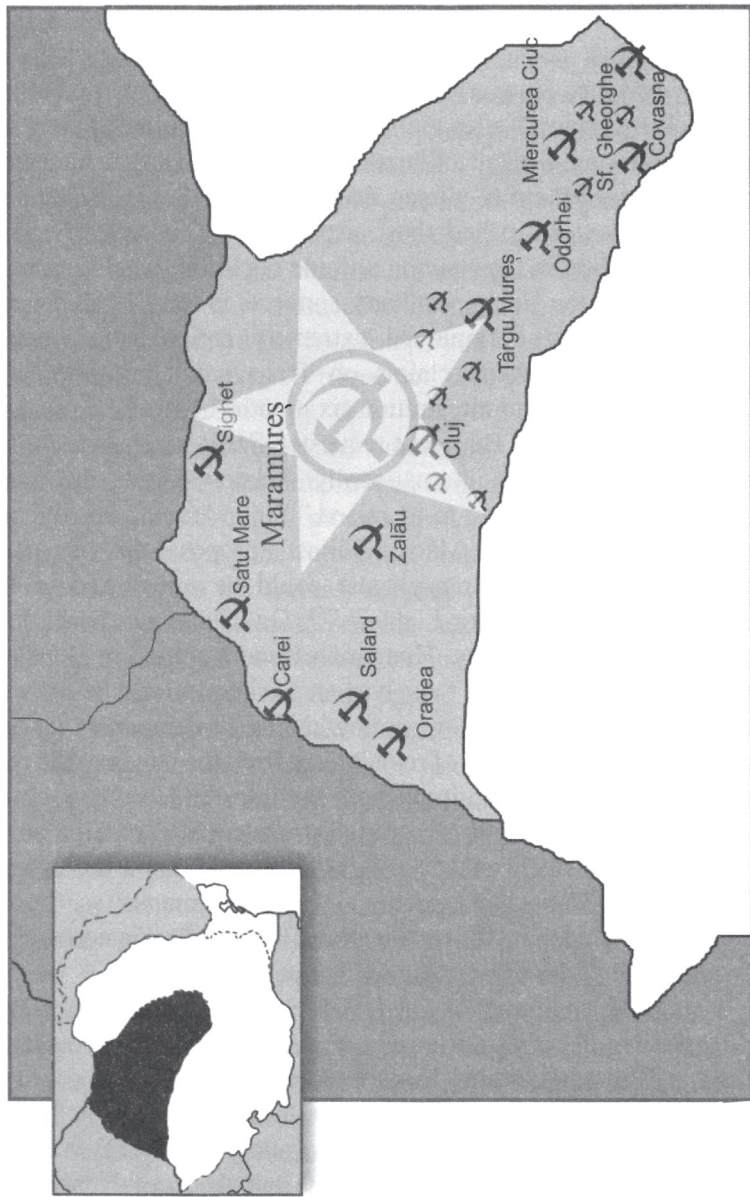 Sighet
Satu Mare
Maramureș
Carei
Salard
Oradea
Zalău
Cluj
Târgu Mureș
Odorhei
Miercurea Ciuc
Sf. Gheorghe
Covasna